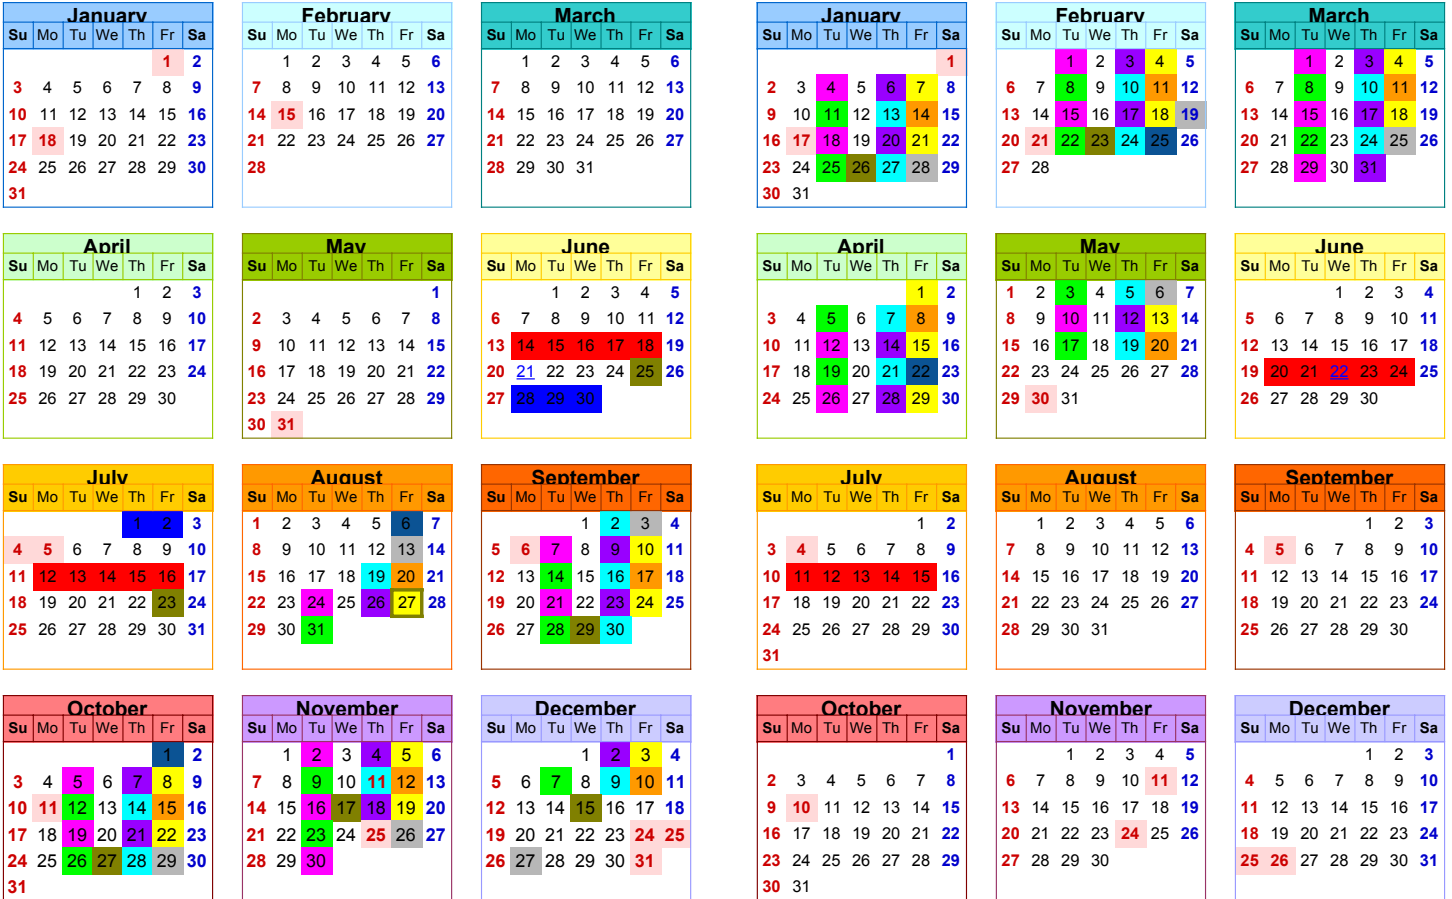 January
Su Mo Tu We Th Fr Sa
1 2
3 4 5 6 7 8 9
10 11 12 13 14 15 16
17 18 19 20 21 22 23
24 25 26 27 28 29 30
31
February
Su Mo Tu We Th Fr Sa
1 2 3 4 5 6
7 8 9 10 11 12 13
14 15 16 17 18 19 20
21 22 23 24 25 26 27
28
March
Su Mo Tu We Th Fr Sa
1 2 3 4 5 6
7 8 9 10 11 12 13
14 15 16 17 18 19 20
21 22 23 24 25 26 27
28 29 30 31
January
Su Mo Tu We Th Fr Sa
1
2 3 4 5 6 7 8
9 10 11 12 13 14 15
16 17 18 19 20 21 22
23 24 25 26 27 28 29
30 31
February
Su Mo Tu We Th Fr Sa
1 2 3 4 5
6 7 8 9 10 11 12
13 14 15 16 17 18 19
20 21 22 23 24 25 26
27 28
March
Su Mo Tu We Th Fr Sa
1 2 3 4 5
6 7 8 9 10 11 12
13 14 15 16 17 18 19
20 21 22 23 24 25 26
27 28 29 30 31
April
Su Mo Tu We Th Fr Sa
1 2 3
4 5 6 7 8 9 10
11 12 13 14 15 16 17
18 19 20 21 22 23 24
25 26 27 28 29 30
May
Su Mo Tu We Th Fr Sa
1
2 3 4 5 6 7 8
9 10 11 12 13 14 15
16 17 18 19 20 21 22
23 24 25 26 27 28 29
30 31
June
Su Mo Tu We Th Fr Sa
1 2 3 4 5
6 7 8 9 10 11 12
13 14 15 16 17 18 19
20 21 22 23 24 25 26
27 28 29 30
April
Su Mo Tu We Th Fr Sa
1 2
3 4 5 6 7 8 9
10 11 12 13 14 15 16
17 18 19 20 21 22 23
24 25 26 27 28 29 30
May
Su Mo Tu We Th Fr Sa
1 2 3 4 5 6 7
8 9 10 11 12 13 14
15 16 17 18 19 20 21
22 23 24 25 26 27 28
29 30 31
June
Su Mo Tu We Th Fr Sa
1 2 3 4
5 6 7 8 9 10 11
12 13 14 15 16 17 18
19 20 21 22 23 24 25
26 27 28 29 30
July
Su Mo Tu We Th Fr Sa
1 2 3
4 5 6 7 8 9 10
11 12 13 14 15 16 17
18 19 20 21 22 23 24
25 26 27 28 29 30 31
August
Su Mo Tu We Th Fr Sa
1 2 3 4 5 6 7
8 9 10 11 12 13 14
15 16 17 18 19 20 21
22 23 24 25 26 27 28
29 30 31
September
Su Mo Tu We Th Fr Sa
1 2 3 4
5 6 7 8 9 10 11
12 13 14 15 16 17 18
19 20 21 22 23 24 25
26 27 28 29 30
July
Su Mo Tu We Th Fr Sa
1 2
3 4 5 6 7 8 9
10 11 12 13 14 15 16
17 18 19 20 21 22 23
24 25 26 27 28 29 30
31
August
Su Mo Tu We Th Fr Sa
1 2 3 4 5 6
7 8 9 10 11 12 13
14 15 16 17 18 19 20
21 22 23 24 25 26 27
28 29 30 31
September
Su Mo Tu We Th Fr Sa
1 2 3
4 5 6 7 8 9 10
11 12 13 14 15 16 17
18 19 20 21 22 23 24
25 26 27 28 29 30
October
Su Mo Tu We Th Fr Sa
1 2
3 4 5 6 7 8 9
10 11 12 13 14 15 16
17 18 19 20 21 22 23
24 25 26 27 28 29 30
31
November
Su Mo Tu We Th Fr Sa
1 2 3 4 5 6
7 8 9 10 11 12 13
14 15 16 17 18 19 20
21 22 23 24 25 26 27
28 29 30
December
Su Mo Tu We Th Fr Sa
1 2 3 4
5 6 7 8 9 10 11
12 13 14 15 16 17 18
19 20 21 22 23 24 25
26 27 28 29 30 31
October
Su Mo Tu We Th Fr Sa
1
2 3 4 5 6 7 8
9 10 11 12 13 14 15
16 17 18 19 20 21 22
23 24 25 26 27 28 29
30 31
November
Su Mo Tu We Th Fr Sa
1 2 3 4 5
6 7 8 9 10 11 12
13 14 15 16 17 18 19
20 21 22 23 24 25 26
27 28 29 30
December
Su Mo Tu We Th Fr Sa
1 2 3
4 5 6 7 8 9 10
11 12 13 14 15 16 17
18 19 20 21 22 23 24
25 26 27 28 29 30 31